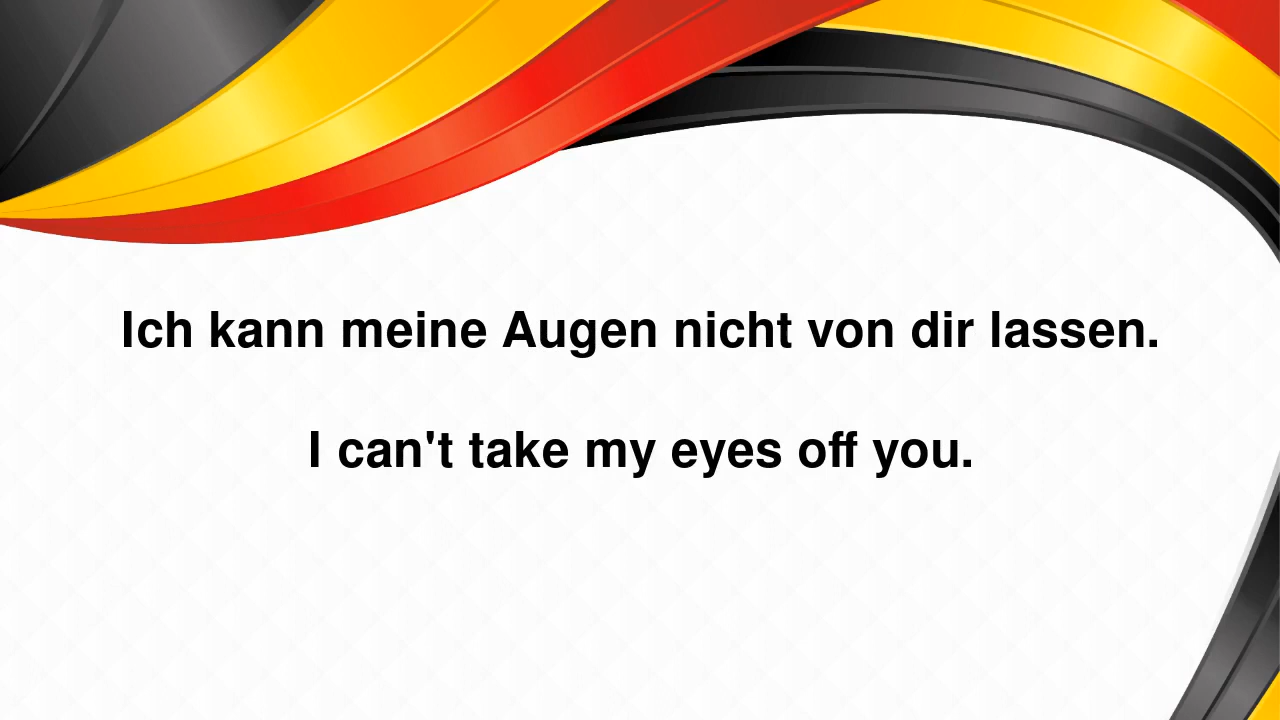 Ich kann meine Augen nicht von dir lassen.
I can't take my eyes off you.